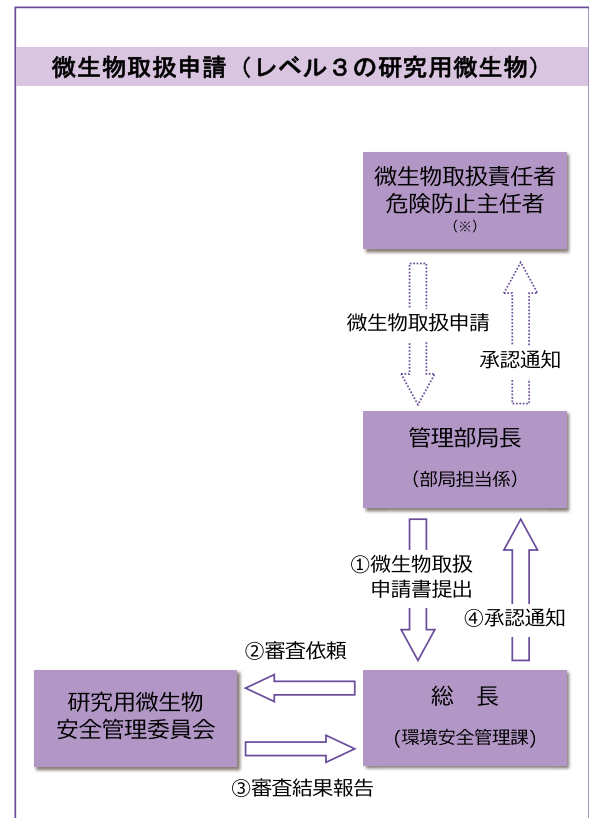 微生物取扱申請（レベル３の研究用微生物）
微生物取扱責任者
危険防止主任者
（※）
微生物取扱申請
承認通知
管理部局長
（部局担当係）
①微生物取扱
申請書提出
④承認通知
②審査依頼
研究用微生物
安全管理委員会
総　長
(環境安全管理課)
③審査結果報告